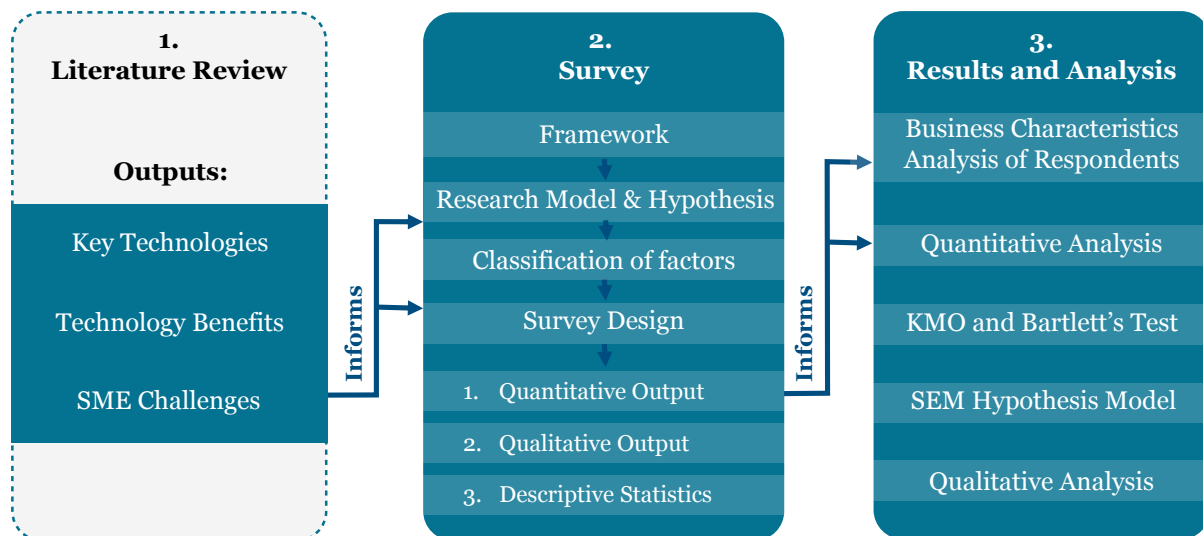 1.
Literature Review
Outputs:
Key Technologies
Technology Benefits
SME Challenges
Informs
2.
Survey
Framework
Research Model & Hypothesis
Classification of factors
Survey Design
1. Quantitative Output
2. Qualitative Output
3. Descriptive Statistics
Informs
3.
Results and Analysis
Business Characteristics
Analysis of Respondents
Quantitative Analysis
KMO and Bartlett’s Test
SEM Hypothesis Model
Qualitative Analysis